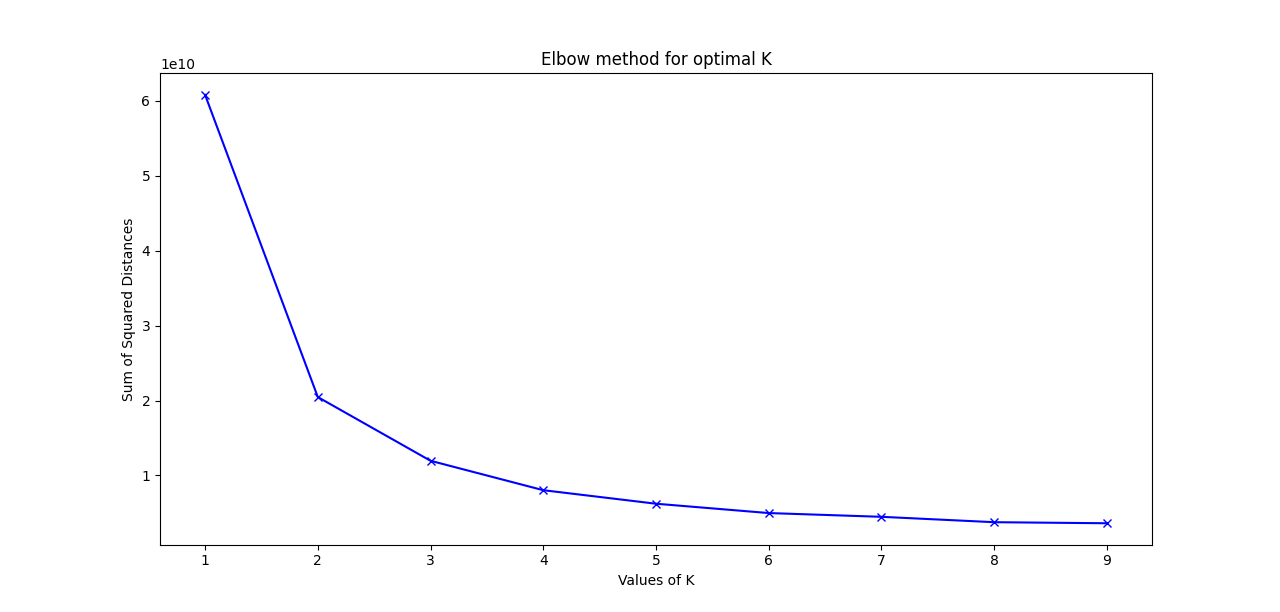 Elbow method for optimal K
1e10
6
5
4
3
2
1
Sum of Squared Distances
1 2 3 4 5 6 7 8 9
Values of K